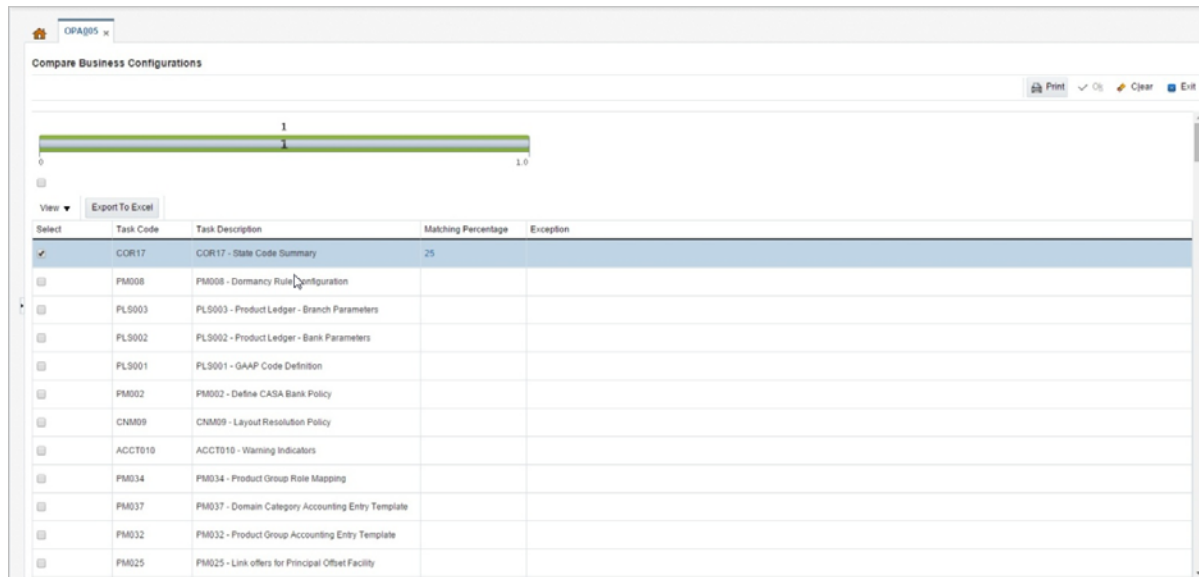 OPA005 x
Compare Business Configurations
Print Ok Clear Exit
1
1
0 1.0
View Export To Excel
Select Task Code Task Description Matching Percentage Exception
COR17 COR17 - State Code Summary 25
PM008 PM008 - Dormancy Rule Configuration
PLS003 PLS003 - Product Ledger - Branch Parameters
PLS002 PLS002 - Product Ledger - Bank Parameters
PLS001 PLS001 - GAAP Code Definition
PM002 PM002 - Define CASA Bank Policy
CNM09 CNM09 - Layout Resolution Policy
ACCT010 ACCT010 - Warning Indicators
PM034 PM034 - Product Group Role Mapping
PM037 PM037 - Domain Category Accounting Entry Template
PM032 PM032 - Product Group Accounting Entry Template
PM025 PM025 - Link offers for Principal Offset Facility